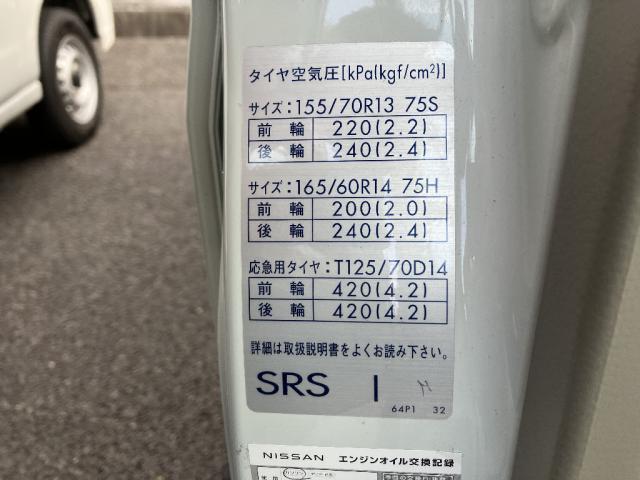 タイヤ空気圧[kPa(kgf/cm²)]
サイズ:155/70R13 75S
前 輪 220(2.2)
後 輪 240(2.4)
サイズ:165/60R14 75H
前 輪 200(2.0)
後 輪 240(2.4)
応急用タイヤ:T125/70D14
前 輪 420(4.2)
後 輪 420(4.2)
詳細は取扱説明書をよくお読み下さい。
SRS I
64P1 32
NISSAN エンジンオイル交換記録